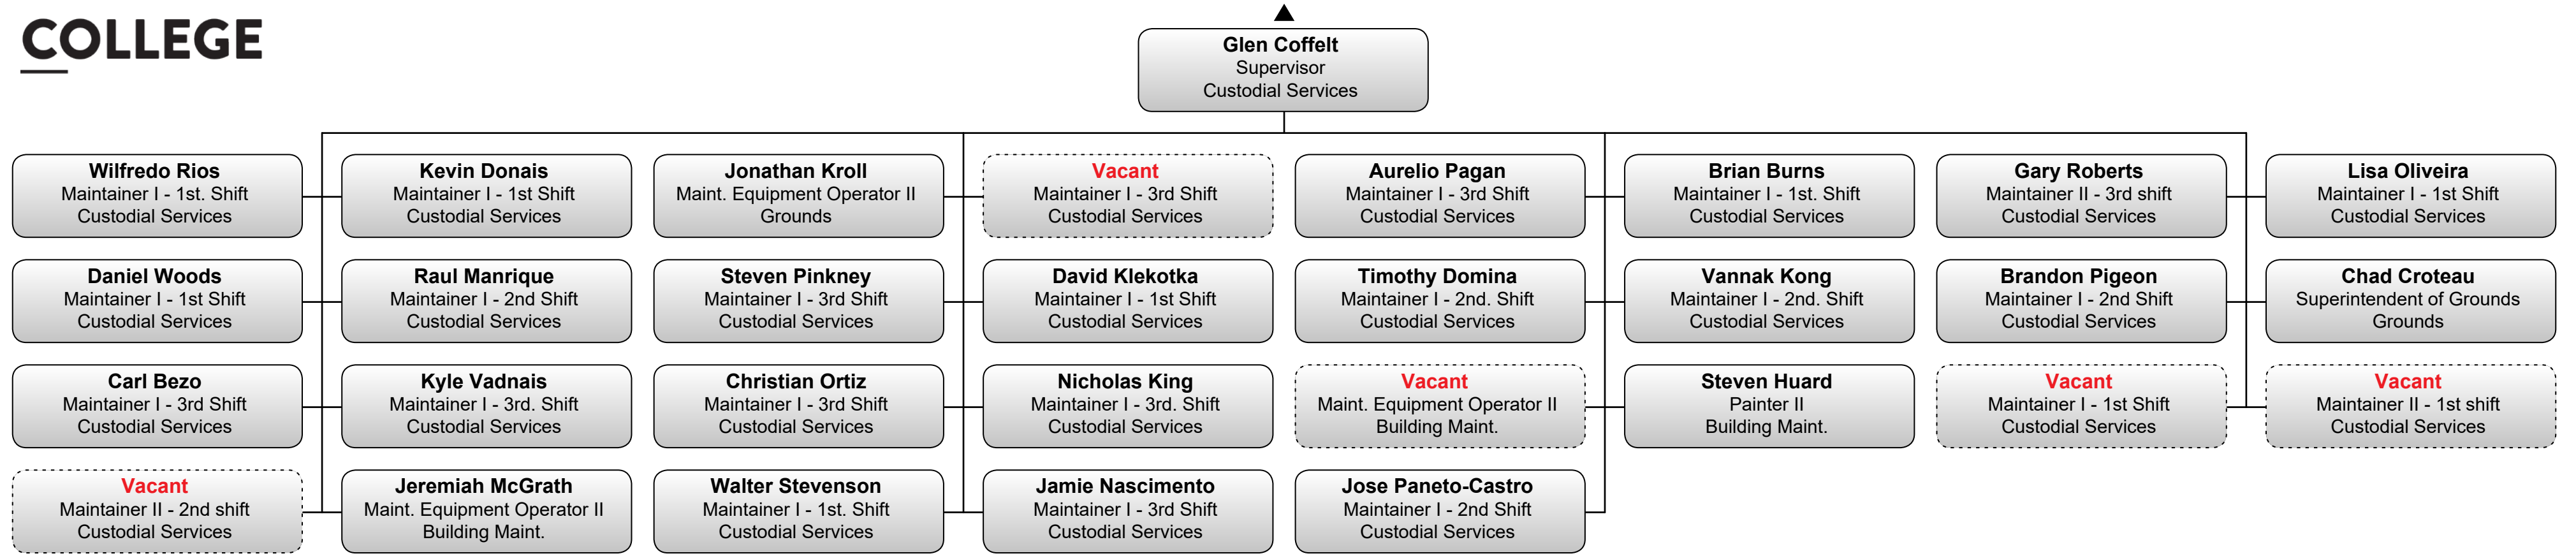 COLLEGE
Glen Coffelt
Supervisor
Custodial Services
Wilfredo Rios
Maintainer I - 1st. Shift
Custodial Services
Kevin Donais
Maintainer I - 1st Shift
Custodial Services
Jonathan Kroll
Maint. Equipment Operator II
Grounds
Vacant
Maintainer I - 3rd Shift
Custodial Services
Aurelio Pagan
Maintainer I - 3rd Shift
Custodial Services
Brian Burns
Maintainer I - 1st. Shift
Custodial Services
Gary Roberts
Maintainer II - 3rd shift
Custodial Services
Lisa Oliveira
Maintainer I - 1st Shift
Custodial Services
Daniel Woods
Maintainer I - 1st Shift
Custodial Services
Raul Manrique
Maintainer I - 2nd Shift
Custodial Services
Steven Pinkney
Maintainer I - 3rd Shift
Custodial Services
David Klekotka
Maintainer I - 1st Shift
Custodial Services
Timothy Domina
Maintainer I - 2nd. Shift
Custodial Services
Vannak Kong
Maintainer I - 2nd. Shift
Custodial Services
Brandon Pigeon
Maintainer I - 2nd Shift
Custodial Services
Chad Croteau
Superintendent of Grounds
Grounds
Carl Bezo
Maintainer I - 3rd Shift
Custodial Services
Kyle Vadnais
Maintainer I - 3rd. Shift
Custodial Services
Christian Ortiz
Maintainer I - 3rd Shift
Custodial Services
Nicholas King
Maintainer I - 3rd. Shift
Custodial Services
Vacant
Maint. Equipment Operator II
Building Maint.
Steven Huard
Painter II
Building Maint.
Vacant
Maintainer I - 1st Shift
Custodial Services
Vacant
Maintainer II - 1st shift
Custodial Services
Vacant
Maintainer II - 2nd shift
Custodial Services
Jeremiah McGrath
Maint. Equipment Operator II
Building Maint.
Walter Stevenson
Maintainer I - 1st. Shift
Custodial Services
Jamie Nascimento
Maintainer I - 3rd Shift
Custodial Services
Jose Paneto-Castro
Maintainer I - 2nd Shift
Custodial Services